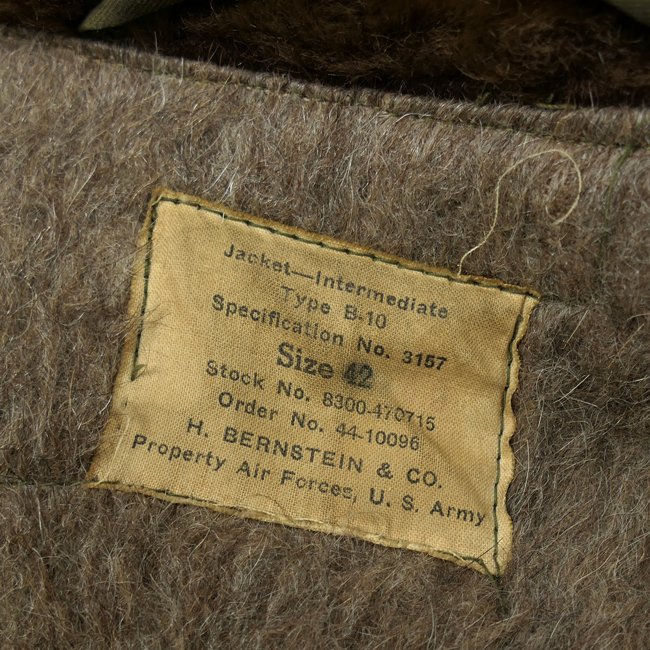 Jacket—Intermediate
Type B-10
Specification No. 3157
Size 42
Stock No. 8300-470715
Order No. 44-10096
H. BERNSTEIN & CO.
Property Air Forces, U. S. Army